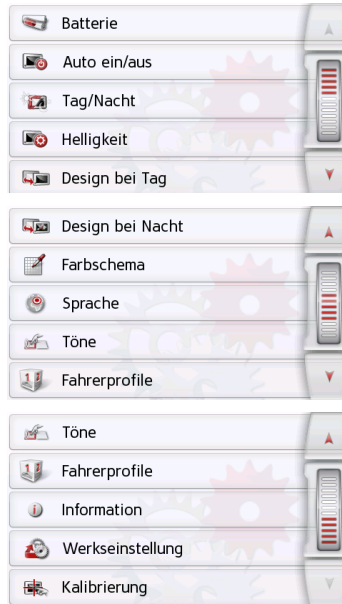 Batterie
Auto ein/aus
Tag/Nacht
Helligkeit
Design bei Tag
Design bei Nacht
Farbschema
Sprache
Töne
Fahrerprofile
Töne
Fahrerprofile
Information
Werkseinstellung
Kalibrierung